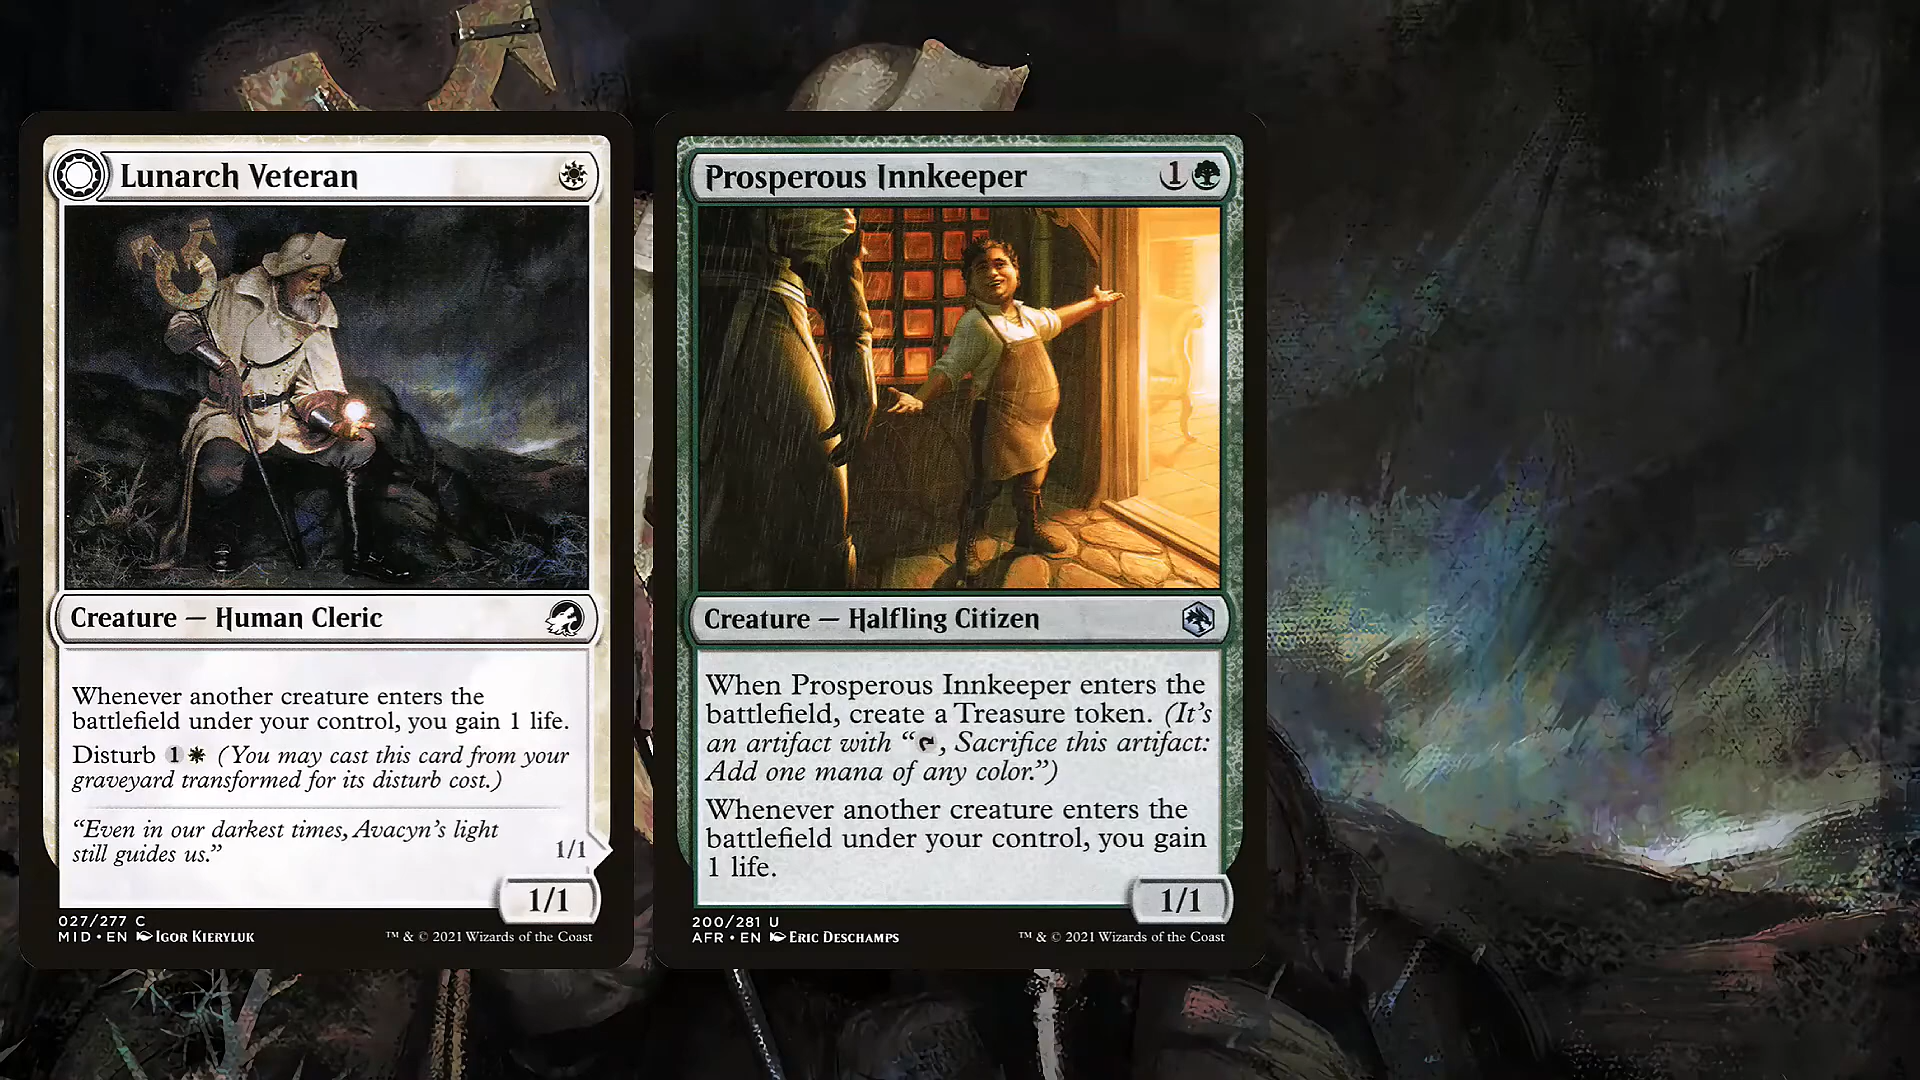 Lunarch Veteran
Creature — Human Cleric
Whenever another creature enters the
battlefield under your control, you gain 1 life.
Disturb 1 (You may cast this card from your
graveyard transformed for its disturb cost.)
“Even in our darkest times, Avacyn’s light
still guides us.”
1/1
1/1
027/277 C
MID • EN Igor Kieryluk
™ & © 2021 Wizards of the Coast
Prosperous Innkeeper 1
Creature — Halfling Citizen
When Prosperous Innkeeper enters the
battlefield, create a Treasure token. (It’s
an artifact with “, Sacrifice this artifact:
Add one mana of any color.”)
Whenever another creature enters the
battlefield under your control, you gain
1 life.
1/1
200/281 U
AFR • EN Eric Deschamps
™ & © 2021 Wizards of the Coast